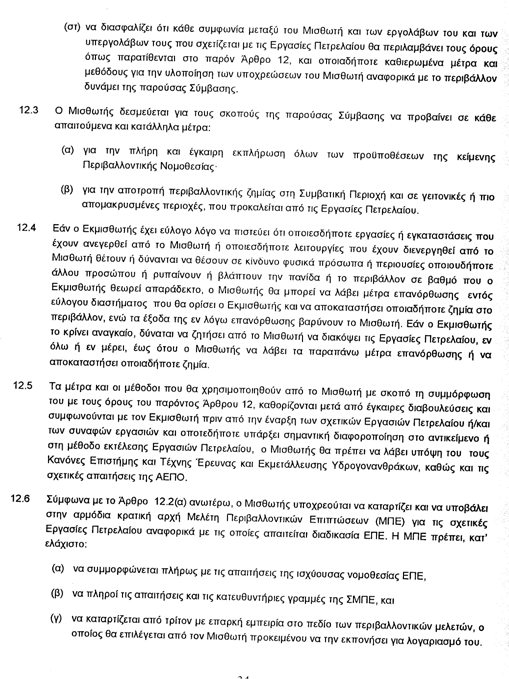 (στ) να διασφαλίζει ότι κάθε συμφωνία μεταξύ του Μισθωτή και των εργολάβων του και των
υπεργολάβων τους που σχετίζεται με τις Εργασίες Πετρελαίου θα περιλαμβάνει τους όρους
όπως παρατίθενται στο παρόν Άρθρο 12, και οποιαδήποτε καθιερωμένα μέτρα και
μεθόδους για την υλοποίηση των υποχρεώσεων του Μισθωτή αναφορικά με το περιβάλλον
δυνάμει της παρούσας Σύμβασης.
12.3 Ο Μισθωτής δεσμεύεται για τους σκοπούς της παρούσας Σύμβασης να προβαίνει σε κάθε
απαιτούμενα και κατάλληλα μέτρα:
(α) για την πλήρη και έγκαιρη εκπλήρωση όλων των προϋποθέσεων της κείμενης
Περιβαλλοντικής Νομοθεσίας·
(β) για την αποτροπή περιβαλλοντικής ζημίας στη Συμβατική Περιοχή και σε γειτονικές ή πιο
απομακρυσμένες περιοχές, που προκαλείται από τις Εργασίες Πετρελαίου.
12.4 Εάν ο Εκμισθωτής έχει εύλογο λόγο να πιστεύει ότι οποιεσδήποτε εργασίες ή εγκαταστάσεις που
έχουν ανεγερθεί από το Μισθωτή ή οποιεσδήποτε λειτουργίες που έχουν διενεργηθεί από το
Μισθωτή θέτουν ή δύνανται να θέσουν σε κίνδυνο φυσικά πρόσωπα ή περιουσίες οποιουδήποτε
άλλου προσώπου ή ρυπαίνουν ή βλάπτουν την πανίδα ή το περιβάλλον σε βαθμό που ο
Εκμισθωτής θεωρεί απαράδεκτο, ο Μισθωτής θα μπορεί να λάβει μέτρα επανόρθωσης εντός
εύλογου διαστήματος που θα ορίσει ο Εκμισθωτής και να αποκαταστήσει οποιαδήποτε ζημία στο
περιβάλλον, ενώ τα έξοδα της εν λόγω επανόρθωσης βαρύνουν το Μισθωτή. Εάν ο Εκμισθωτής
το κρίνει αναγκαίο, δύναται να ζητήσει από το Μισθωτή να διακόψει τις Εργασίες Πετρελαίου, εν
όλω ή εν μέρει, έως ότου ο Μισθωτής να λάβει τα παραπάνω μέτρα επανόρθωσης ή να
αποκαταστήσει οποιαδήποτε ζημία.
12.5 Τα μέτρα και οι μέθοδοι που θα χρησιμοποιηθούν από το Μισθωτή με σκοπό τη συμμόρφωση
του με τους όρους του παρόντος Άρθρου 12, καθορίζονται μετά από έγκαιρες διαβουλεύσεις και
συμφωνούνται με τον Εκμισθωτή πριν από την έναρξη των σχετικών Εργασιών Πετρελαίου ή/και
των συναφών εργασιών και οποτεδήποτε υπάρξει σημαντική διαφοροποίηση στο αντικείμενο ή
στη μέθοδο εκτέλεσης Εργασιών Πετρελαίου, ο Μισθωτής θα πρέπει να λάβει υπόψη του τους
Κανόνες Επιστήμης και Τέχνης Έρευνας και Εκμετάλλευσης Υδρογονανθράκων, καθώς και τις
σχετικές απαιτήσεις της ΑΕΠΟ.
12.6 Σύμφωνα με το Άρθρο 12.2(α) ανωτέρω, ο Μισθωτής υποχρεούται να καταρτίζει και να υποβάλει
στην αρμόδια κρατική αρχή Μελέτη Περιβαλλοντικών Επιπτώσεων (ΜΠΕ) για τις σχετικές
Εργασίες Πετρελαίου αναφορικά με τις οποίες απαιτείται διαδικασία ΕΠΕ. Η ΜΠΕ πρέπει, κατ'
ελάχιστο:
(α) να συμμορφώνεται πλήρως με τις απαιτήσεις της ισχύουσας νομοθεσίας ΕΠΕ,
(β) να πληροί τις απαιτήσεις και τις κατευθυντήριες γραμμές της ΣΜΠΕ, και
(γ) να καταρτίζεται από τρίτον με επαρκή εμπειρία στο πεδίο των περιβαλλοντικών μελετών, ο
οποίος θα επιλέγεται από τον Μισθωτή προκειμένου να την εκπονήσει για λογαριασμό του.